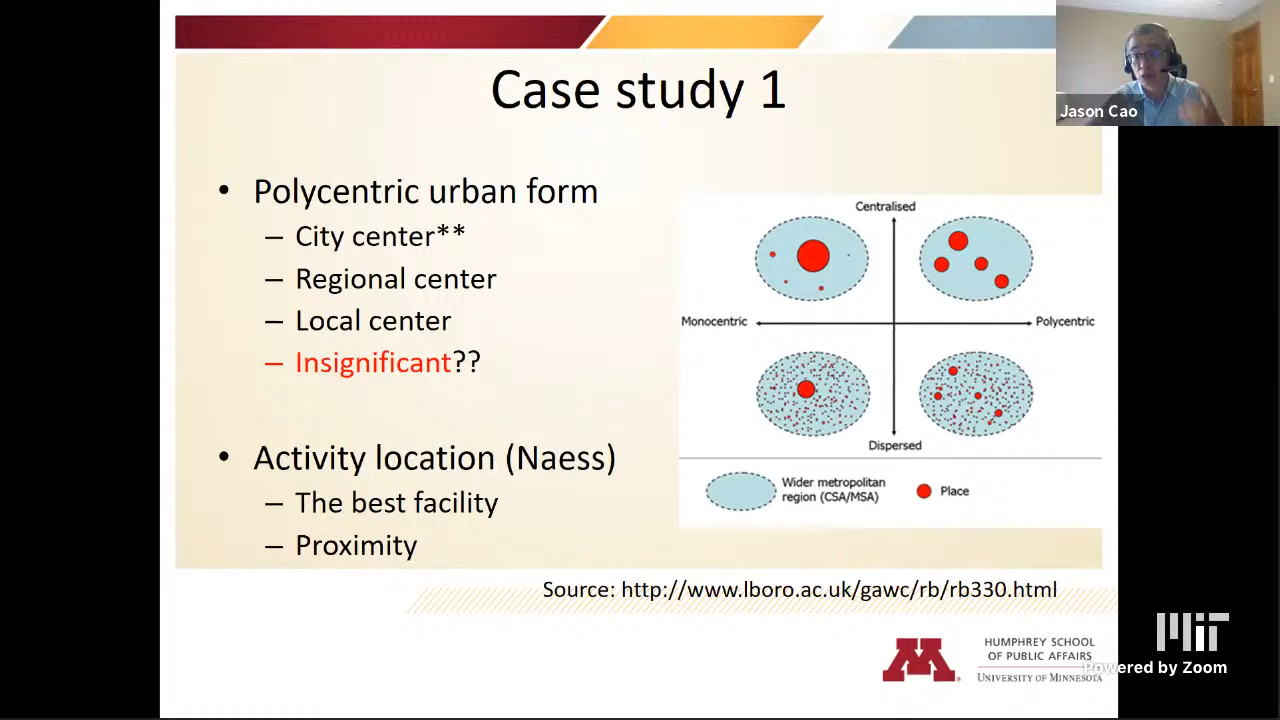 Case study 1
Jason Cao
• Polycentric urban form
– City center**
– Regional center
– Local center
– Insignificant??
• Activity location (Naess)
– The best facility
– Proximity
Centralised
Monocentric
Polycentric
Dispersed
Wider metropolitan
region (CSA/MSA)
Place
Source: http://www.lboro.ac.uk/gawc/rb/rb330.html
M
HUMPHREY SCHOOL
OF PUBLIC AFFAIRS
UNIVERSITY OF MINNESOTA
MIT
Powered by Zoom